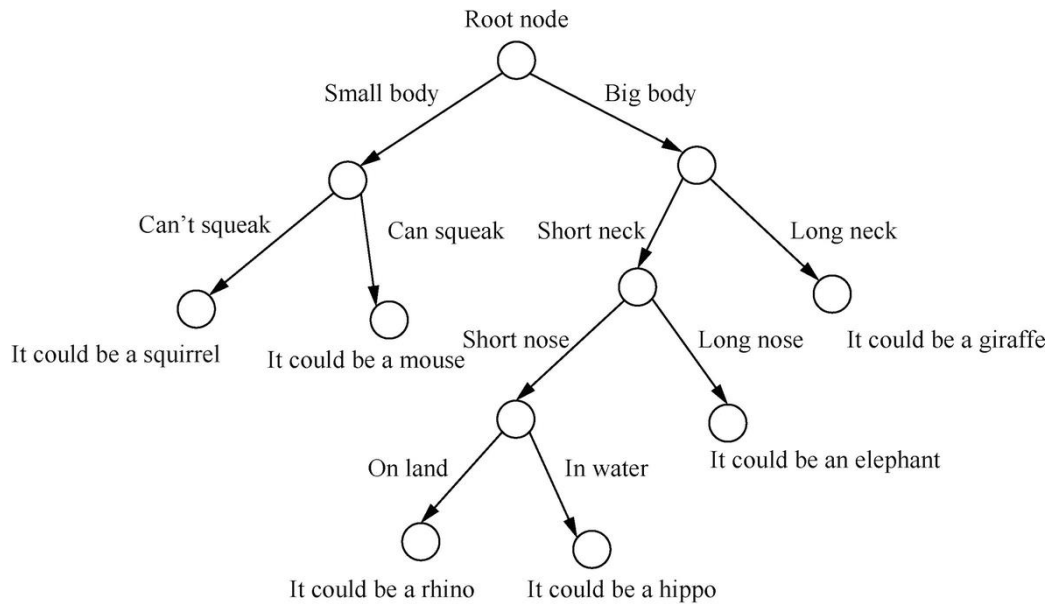 Root node
Small body
Big body
Can't squeak
Can squeak
Short neck
Long neck
It could be a squirrel
It could be a mouse
Short nose
Long nose
It could be a giraffe
On land
In water
It could be an elephant
It could be a rhino
It could be a hippo